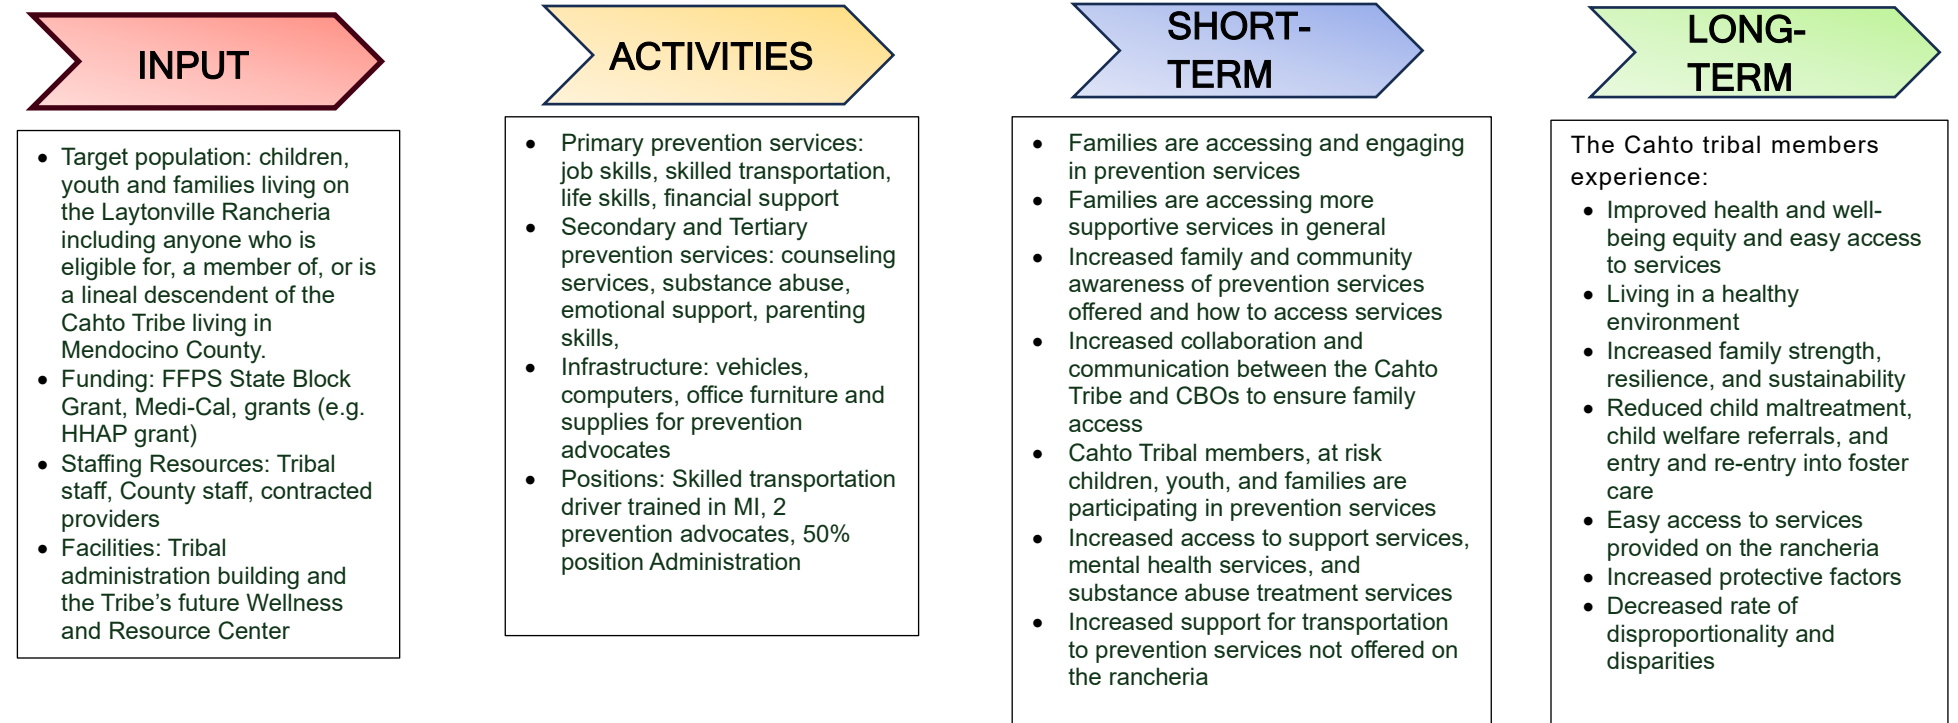 INPUT
• Target population: children,
youth and families living on
the Laytonville Rancheria
including anyone who is
eligible for, a member of, or is
a lineal descendent of the
Cahto Tribe living in
Mendocino County.
• Funding: FFPS State Block
Grant, Medi-Cal, grants (e.g.
HHAP grant)
• Staffing Resources: Tribal
staff, County staff, contracted
providers
• Facilities: Tribal
administration building and
the Tribe’s future Wellness
and Resource Center
ACTIVITIES
• Primary prevention services:
job skills, skilled transportation,
life skills, financial support
• Secondary and Tertiary
prevention services: counseling
services, substance abuse,
emotional support, parenting
skills,
• Infrastructure: vehicles,
computers, office furniture and
supplies for prevention
advocates
• Positions: Skilled transportation
driver trained in MI, 2
prevention advocates, 50%
position Administration
SHORT-
TERM
• Families are accessing and engaging
in prevention services
• Families are accessing more
supportive services in general
• Increased family and community
awareness of prevention services
offered and how to access services
• Increased collaboration and
communication between the Cahto
Tribe and CBOs to ensure family
access
• Cahto Tribal members, at risk
children, youth, and families are
participating in prevention services
• Increased access to support services,
mental health services, and
substance abuse treatment services
• Increased support for transportation
to prevention services not offered on
the rancheria
LONG-
TERM
The Cahto tribal members
experience:
• Improved health and well-
being equity and easy access
to services
• Living in a healthy
environment
• Increased family strength,
resilience, and sustainability
• Reduced child maltreatment,
child welfare referrals, and
entry and re-entry into foster
care
• Easy access to services
provided on the rancheria
• Increased protective factors
• Decreased rate of
disproportionality and
disparities